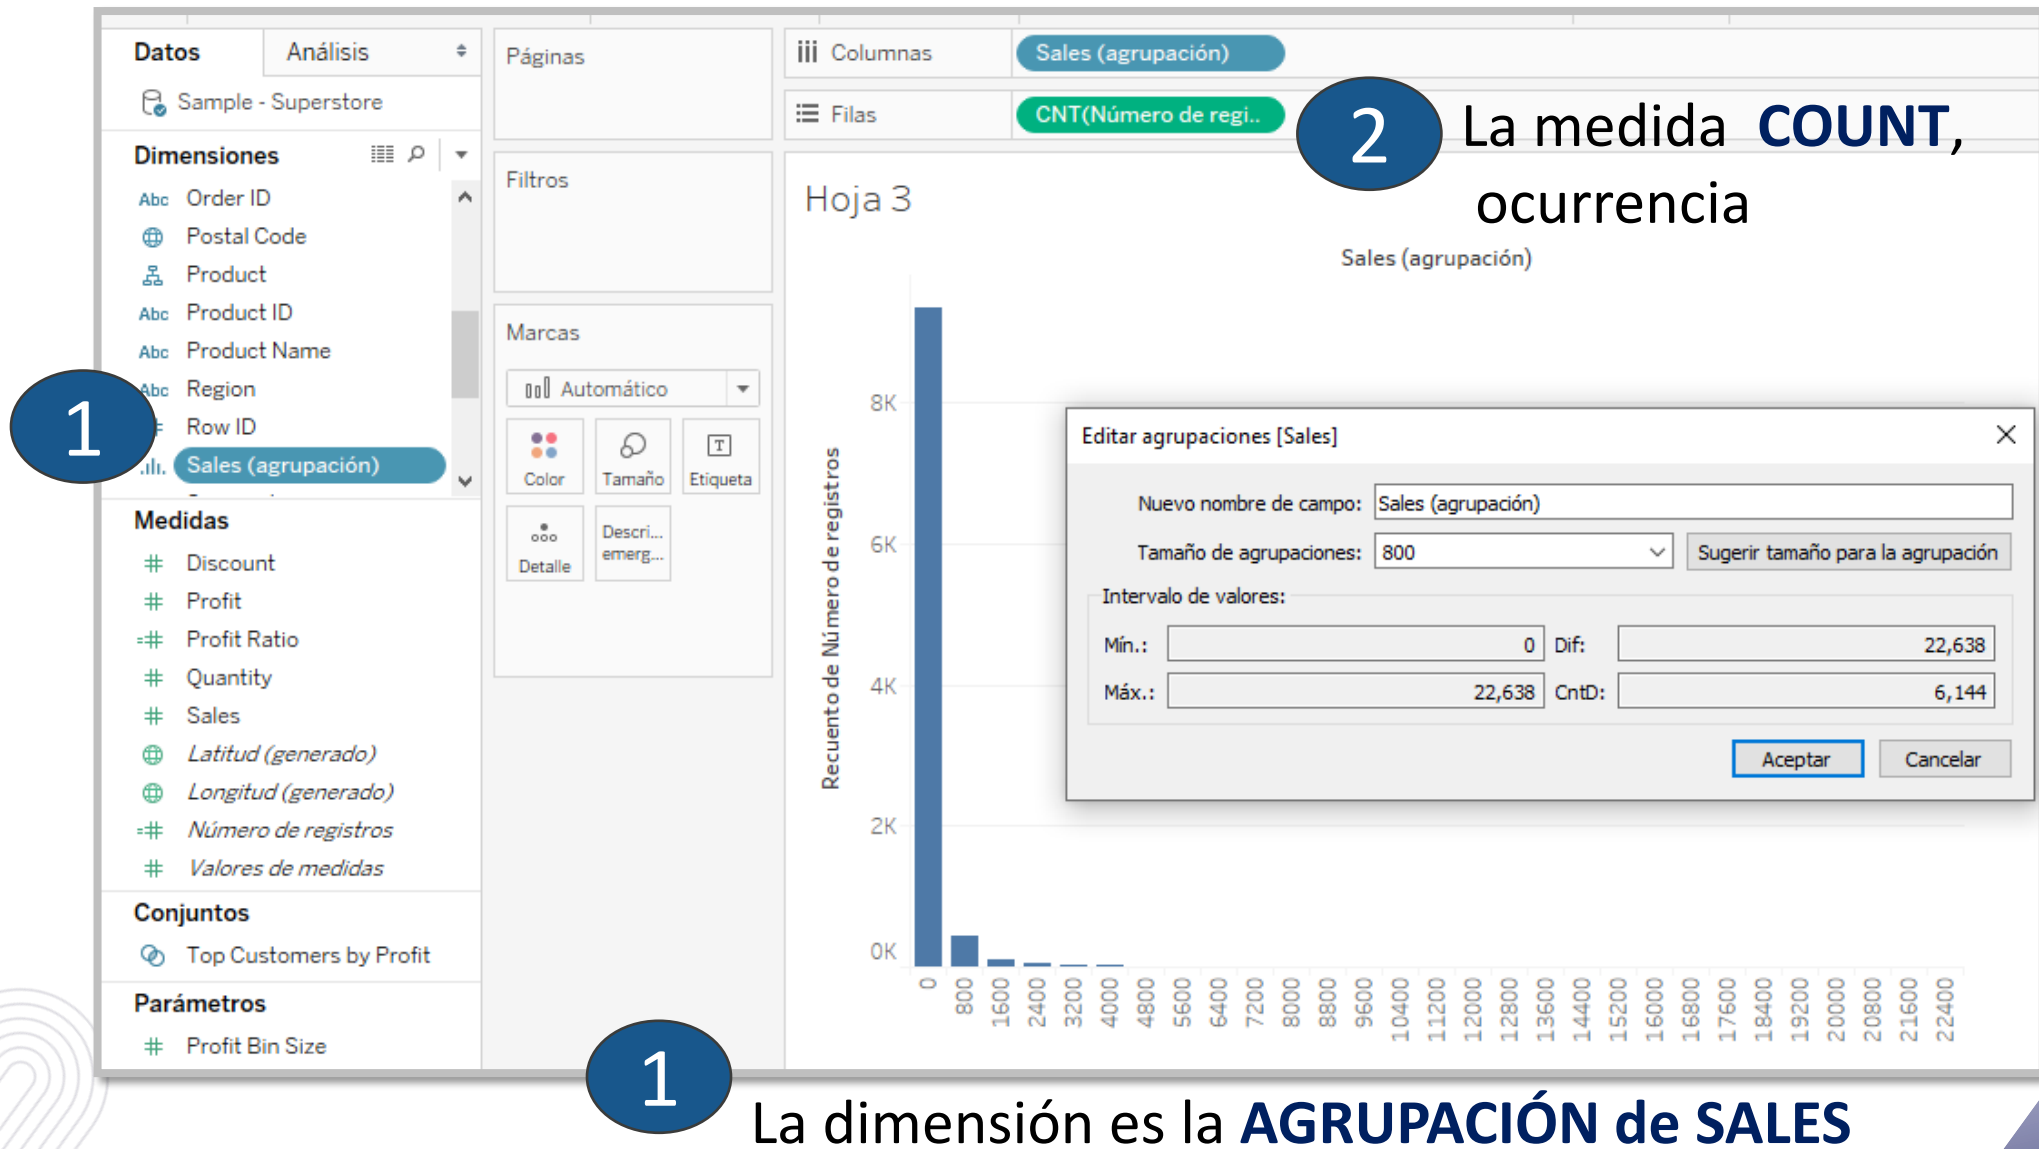 Datos
Análisis
Sample - Superstore
Dimensiones
Abc Order ID
Postal Code
Product
Abc Product ID
Abc Product Name
Abc Region
Row ID
Sales (agrupación)
Medidas
# Discount
# Profit
=# Profit Ratio
# Quantity
# Sales
Latitud (generado)
Longitud (generado)
=# Número de registros
# Valores de medidas
Conjuntos
Top Customers by Profit
Parámetros
# Profit Bin Size
1
Páginas
Filtros
Marcas
Automático
Color
Tamaño
T
Etiqueta
Detalle
Descri...
emerg...
Columnas
Sales (agrupación)
Filas
CNT(Número de regi..
2
La medida COUNT,
ocurrencia
Hoja 3
Sales (agrupación)
Recuento de Número de registros
8K
6K
4K
2K
0K
0
800
1600
2400
3200
4000
4800
5600
6400
7200
8000
8800
9600
10400
11200
12000
12800
13600
14400
15200
16000
16800
17600
18400
19200
20000
20800
21600
22400
Editar agrupaciones [Sales]
Nuevo nombre de campo: Sales (agrupación)
Tamaño de agrupaciones: 800
Sugerir tamaño para la agrupación
Intervalo de valores:
Mín.: 0 Dif: 22,638
Máx.: 22,638 CntD: 6,144
Aceptar
Cancelar
1
La dimensión es la AGRUPACIÓN de SALES